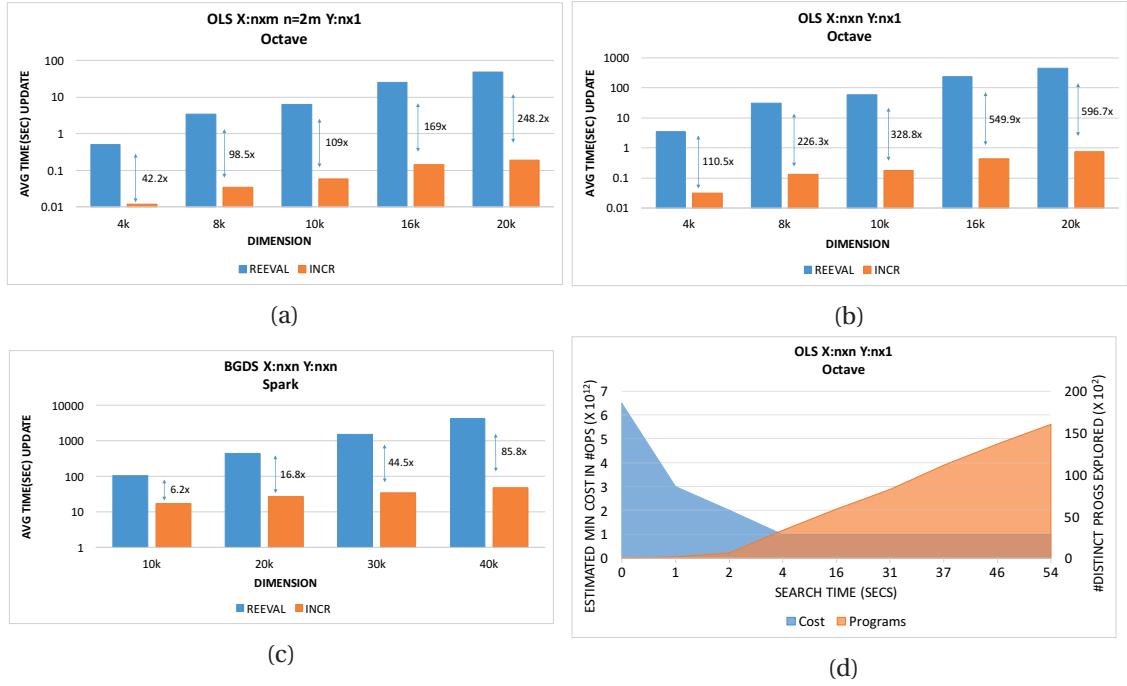 OLS X:nxm n=2m Y:nx1
Octave
AVG TIME(SEC) UPDATE
100
10
1
0.1
0.01
42.2x
98.5x
109x
169x
248.2x
4k 8k 10k 16k 20k
DIMENSION
REEVAL INCR
(a)
OLS X:nxn Y:nx1
Octave
AVG TIME(SEC) UPDATE
1000
100
10
1
0.1
0.01
110.5x
226.3x
328.8x
549.9x
596.7x
4k 8k 10k 16k 20k
DIMENSION
REEVAL INCR
(b)
BGDS X:nxn Y:nxn
Spark
AVG TIME(SEC) UPDATE
10000
1000
100
10
1
6.2x
16.8x
44.5x
85.8x
10k 20k 30k 40k
DIMENSION
REEVAL INCR
(c)
OLS X:nxn Y:nx1
Octave
ESTIMATED MIN COST IN #OPS (X 10¹²)
7
6
5
4
3
2
1
0
200
150
100
50
0
#DISTINCT PROGS EXPLORED (X 10²)
0 1 2 4 16 31 37 46 54
SEARCH TIME (SECS)
Cost Programs
(d)